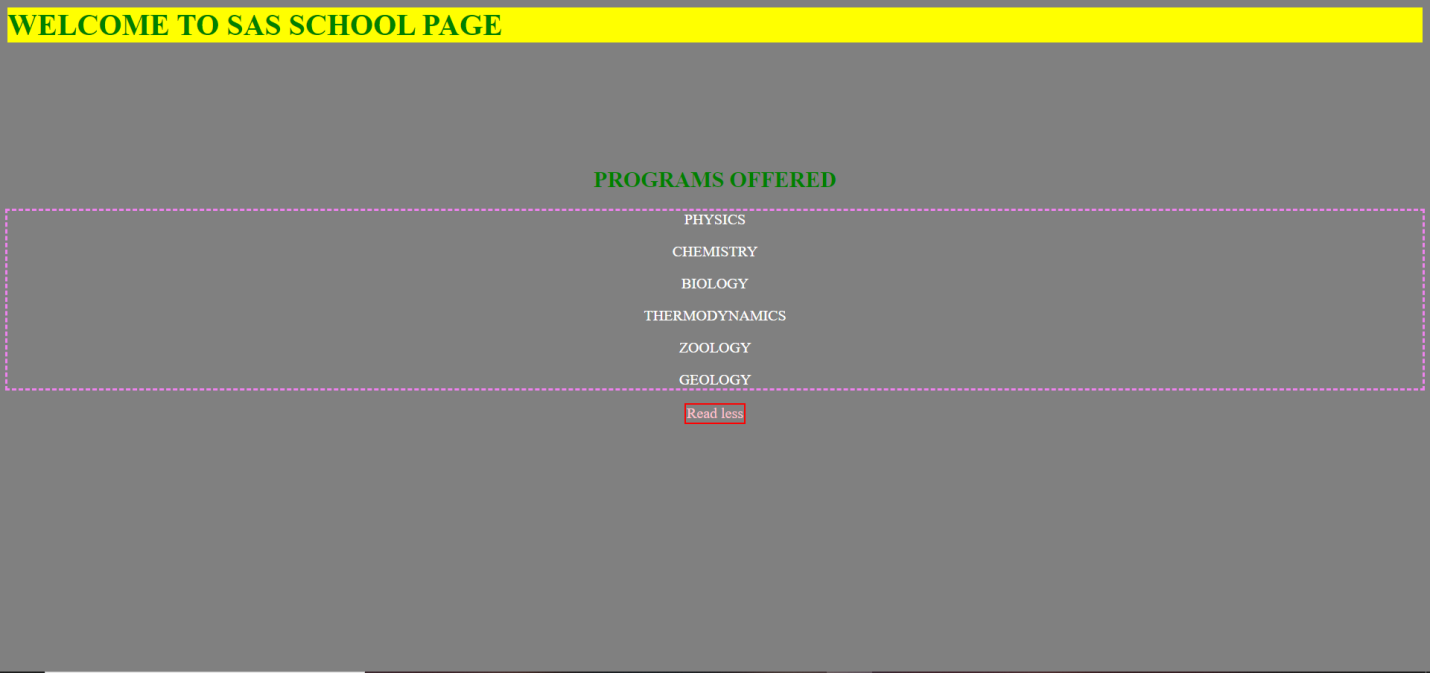 WELCOME TO SAS SCHOOL PAGE
PROGRAMS OFFERED
PHYSICS
CHEMISTRY
BIOLOGY
THERMODYNAMICS
ZOOLOGY
GEOLOGY
Read less